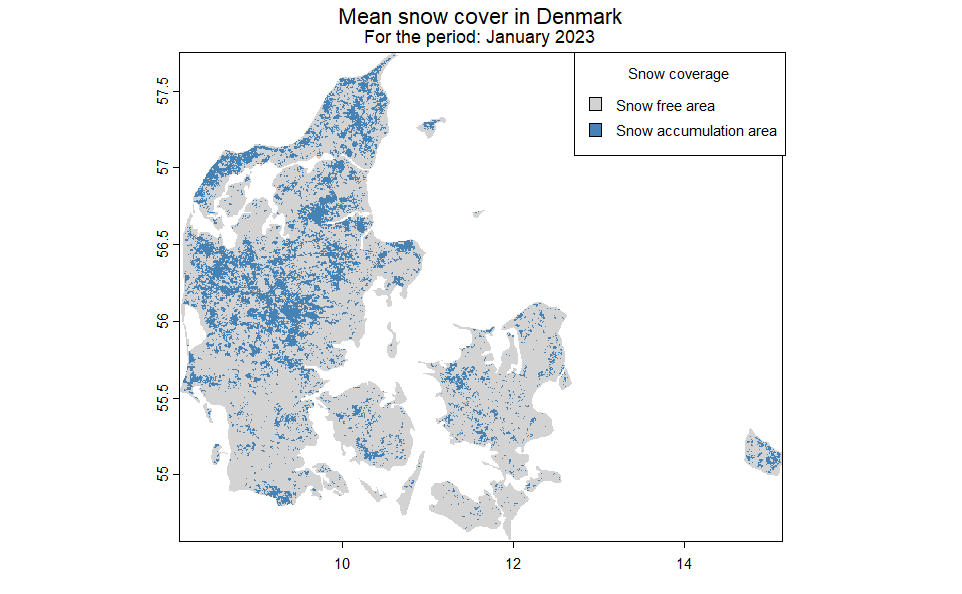 Mean snow cover in Denmark
For the period: January 2023
Snow coverage
Snow free area
Snow accumulation area
57.5
57
56.5
56
55.5
55
10
12
14